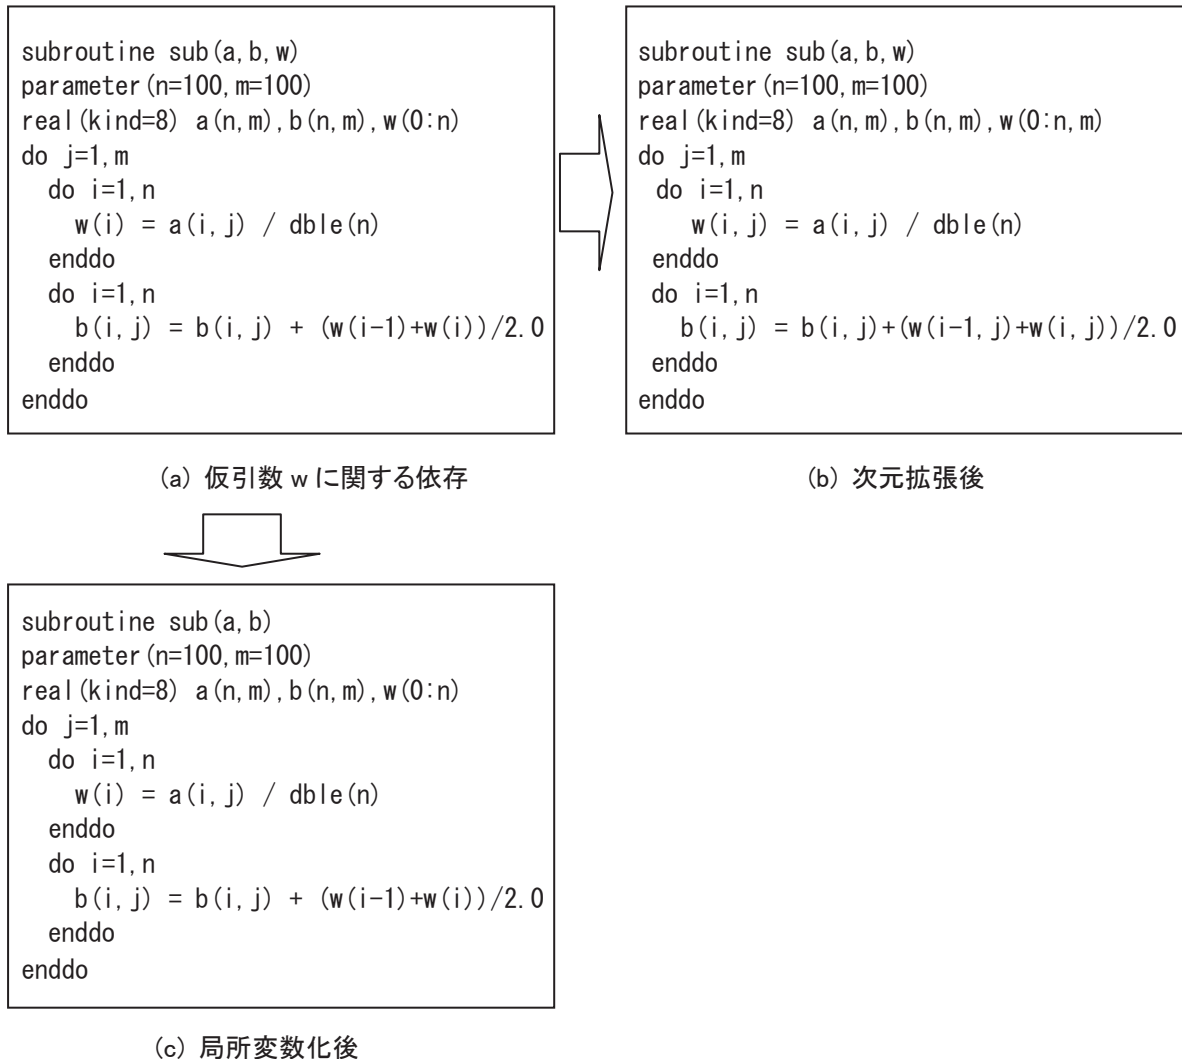 subroutine sub(a,b,w)
parameter(n=100,m=100)
real(kind=8) a(n,m),b(n,m),w(0:n)
do j=1,m
  do i=1,n
    w(i) = a(i,j) / dble(n)
  enddo
  do i=1,n
    b(i,j) = b(i,j) + (w(i-1)+w(i))/2.0
  enddo
enddo
(a) 仮引数 w に関する依存
subroutine sub(a,b,w)
parameter(n=100,m=100)
real(kind=8) a(n,m),b(n,m),w(0:n,m)
do j=1,m
  do i=1,n
    w(i,j) = a(i,j) / dble(n)
  enddo
  do i=1,n
    b(i,j) = b(i,j)+(w(i-1,j)+w(i,j))/2.0
  enddo
enddo
(b) 次元拡張後
subroutine sub(a,b)
parameter(n=100,m=100)
real(kind=8) a(n,m),b(n,m),w(0:n)
do j=1,m
  do i=1,n
    w(i) = a(i,j) / dble(n)
  enddo
  do i=1,n
    b(i,j) = b(i,j) + (w(i-1)+w(i))/2.0
  enddo
enddo
(c) 局所変数化後